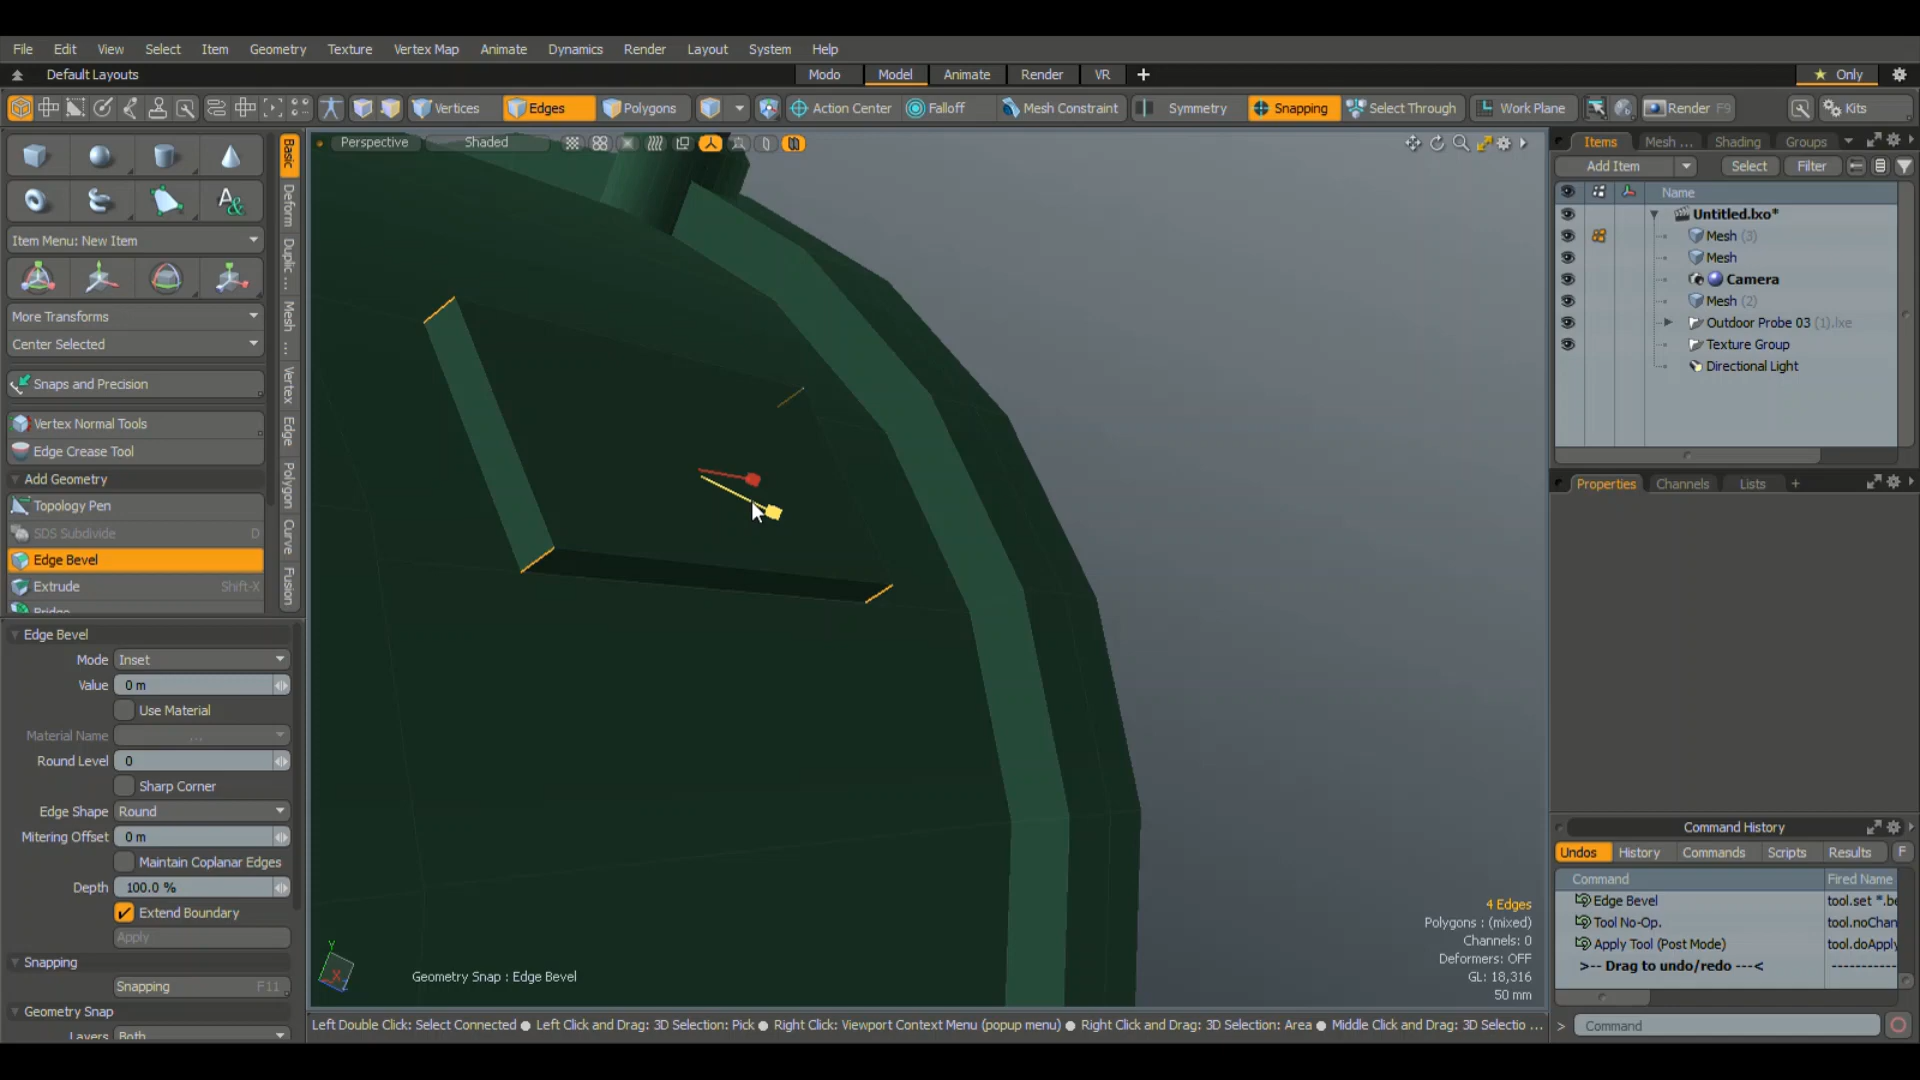 File Edit View Select Item Geometry Texture Vertex Map Animate Dynamics Render Layout System Help
Default Layouts Modo Model Animate Render VR + Only
Vertices Edges Polygons Action Center Falloff Mesh Constraint Symmetry Snapping Select Through Work Plane Render F9 Kits
Perspective Shaded
Items Mesh ... Shading Groups
Add Item Select Filter
Name
Untitled.lxo*
Mesh (3)
Mesh
Camera
Mesh (2)
Outdoor Probe 03 (1).lxe
Texture Group
Directional Light
Item Menu: New Item
More Transforms
Center Selected
Snaps and Precision
Vertex Normal Tools
Edge Crease Tool
Add Geometry
Topology Pen
SDS Subdivide D
Edge Bevel
Extrude Shift-X
Bridge
Basic
Deform
Duplic ...
Mesh ...
Vertex
Edge
Polygon
Curve
Fusion
Edge Bevel
Mode Inset
Value 0 m
Use Material
Material Name ...
Round Level 0
Sharp Corner
Edge Shape Round
Mitering Offset 0 m
Maintain Coplanar Edges
Depth 100.0 %
Extend Boundary
Apply
Snapping
Snapping F11
Geometry Snap
Layers Both
Y
X
Geometry Snap : Edge Bevel
4 Edges
Polygons : (mixed)
Channels: 0
Deformers: OFF
GL: 18,316
50 mm
Properties Channels Lists +
Command History
Undos History Commands Scripts Results F
Command Fired Name
Edge Bevel tool.set *.be
Tool No-Op. tool.noChan
Apply Tool (Post Mode) tool.doApply
>-- Drag to undo/redo ---< -----------
> Command
Left Double Click: Select Connected ● Left Click and Drag: 3D Selection: Pick ● Right Click: Viewport Context Menu (popup menu) ● Right Click and Drag: 3D Selection: Area ● Middle Click and Drag: 3D Selectio ...